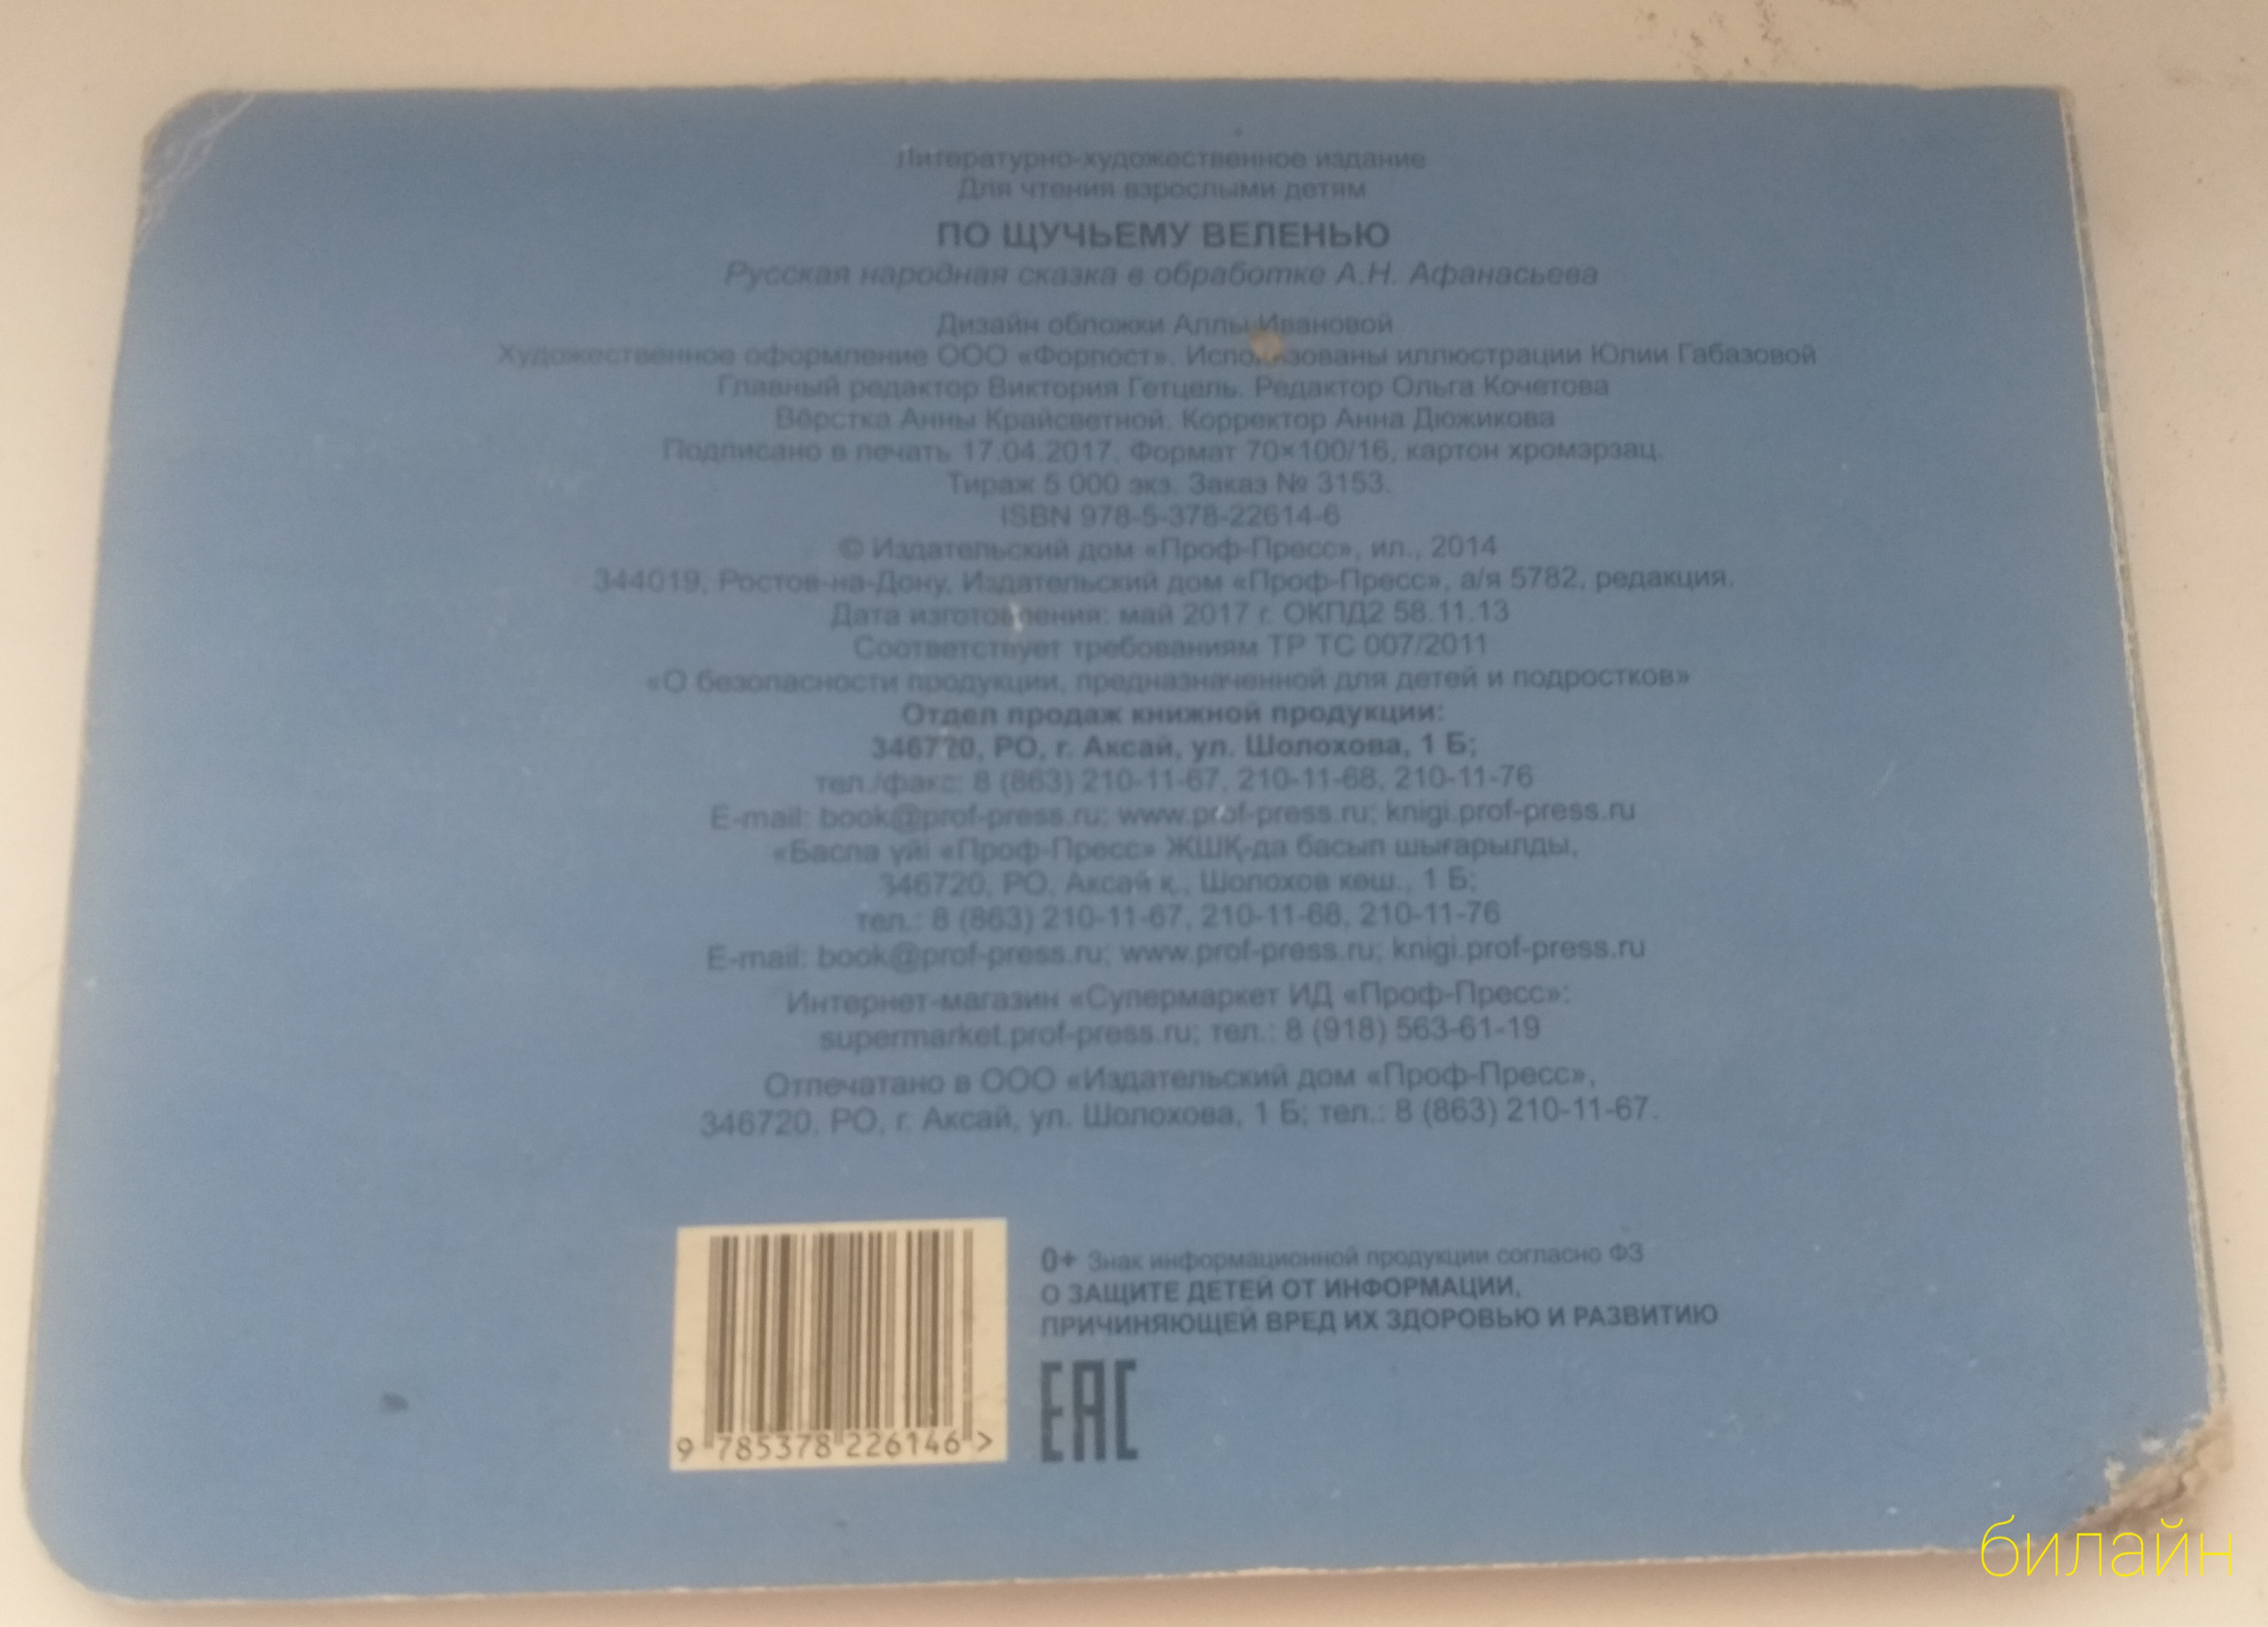 Литературно-художественное издание
Для чтения взрослыми детям
ПО ЩУЧЬЕМУ ВЕЛЕНЬЮ
Русская народная сказка в обработке А.Н. Афанасьева
Дизайн обложки Аллы Ивановой
Художественное оформление ООО «Форпост». Использованы иллюстрации Юлии Габазовой
Главный редактор Виктория Гетцель. Редактор Ольга Кочетова
Вёрстка Анны Крайсветной. Корректор Анна Дюжикова
Подписано в печать 17.04.2017. Формат 70×100/16, картон хромэрзац.
Тираж 5 000 экз. Заказ № 3153.
ISBN 978-5-378-22614-6
© Издательский дом «Проф-Пресс», ил., 2014
344019, Ростов-на-Дону, Издательский дом «Проф-Пресс», а/я 5782, редакция.
Дата изготовления: май 2017 г. ОКПД2 58.11.13
Соответствует требованиям ТР ТС 007/2011
«О безопасности продукции, предназначенной для детей и подростков»
Отдел продаж книжной продукции:
346720, РО, г. Аксай, ул. Шолохова, 1 Б;
тел./факс: 8 (863) 210-11-67, 210-11-68, 210-11-76
E-mail: book@prof-press.ru; www.prof-press.ru; knigi.prof-press.ru
«Баспа үйі «Проф-Пресс» ЖШҚ-да басып шығарылды,
346720, РО, Аксай қ., Шолохов көш., 1 Б;
тел.: 8 (863) 210-11-67, 210-11-68, 210-11-76
E-mail: book@prof-press.ru; www.prof-press.ru; knigi.prof-press.ru
Интернет-магазин «Супермаркет ИД «Проф-Пресс»:
supermarket.prof-press.ru; тел.: 8 (918) 563-61-19
Отпечатано в ООО «Издательский дом «Проф-Пресс»,
346720, РО, г. Аксай, ул. Шолохова, 1 Б; тел.: 8 (863) 210-11-67.
0+ Знак информационной продукции согласно ФЗ
О ЗАЩИТЕ ДЕТЕЙ ОТ ИНФОРМАЦИИ,
ПРИЧИНЯЮЩЕЙ ВРЕД ИХ ЗДОРОВЬЮ И РАЗВИТИЮ
EAC
9 785378 226146 >
билайн